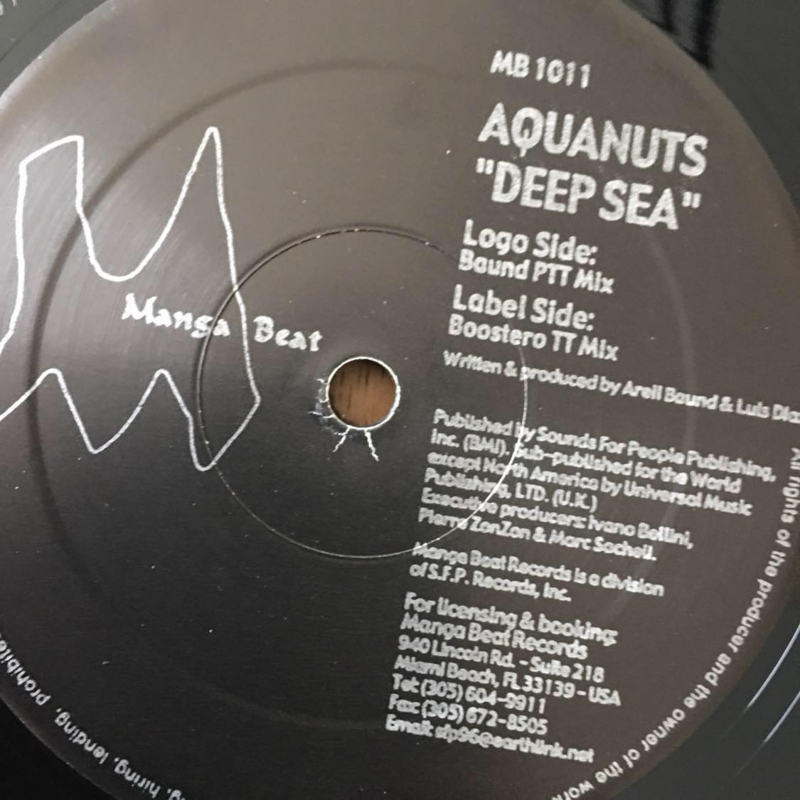 MB 1011
AQUANUTS
"DEEP SEA"
Logo Side:
Bound PTT Mix
Label Side:
Boostero TT Mix
Written & produced by Areil Bound & Luis Diaz
Manga Beat
Published by Sounds For People Publishing,
Inc. (BMI). Sub-published for the World
except North America by Universal Music
Publishing, LTD. (U.K.)
Executive producers: Ivano Bellini,
Pierre ZonZon & Marc Sacheli.
Manga Beat Records is a division
of S.F.P. Records, Inc.
For licensing & booking:
Manga Beat Records
940 Lincoln Rd. - Suite 218
Miami Beach, FL 33139 - USA
Tel: (305) 604-9911
Fax: (305) 672-8505
Email: sfp96@earthlink.net
All rights of the producer and the owner of the
hiring, lending,